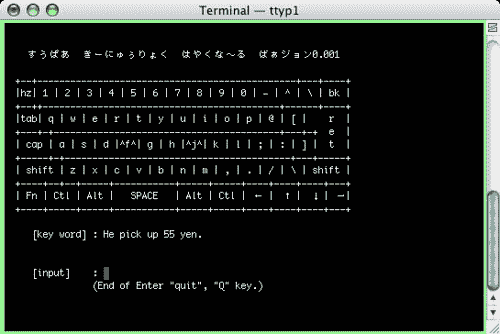 Terminal — ttyp1
すうぱあ ぎーにゅぅりょく はやくな~る ばぁジョン0.001
+--+---+---+---+---+---+---+---+---+---+---+---+---+---+----+
|hz| 1 | 2 | 3 | 4 | 5 | 6 | 7 | 8 | 9 | 0 | - | ^ | \ | bk |
|tab| q | w | e | r | t | y | u | i | o | p | @ | [ | r |
e
| cap | a | s | d |^f^| g | h |^j^| k | l | ; | : | ] | t |
| shift | z | x | c | v | b | n | m | , | . | / | \ | shift |
| Fn | Ctl | Alt | SPACE | Alt | Ctl | ← | ↑ | ↓ | →|
[key word] : He pick up 55 yen.
[input] :
(End of Enter "quit", "Q" key.)